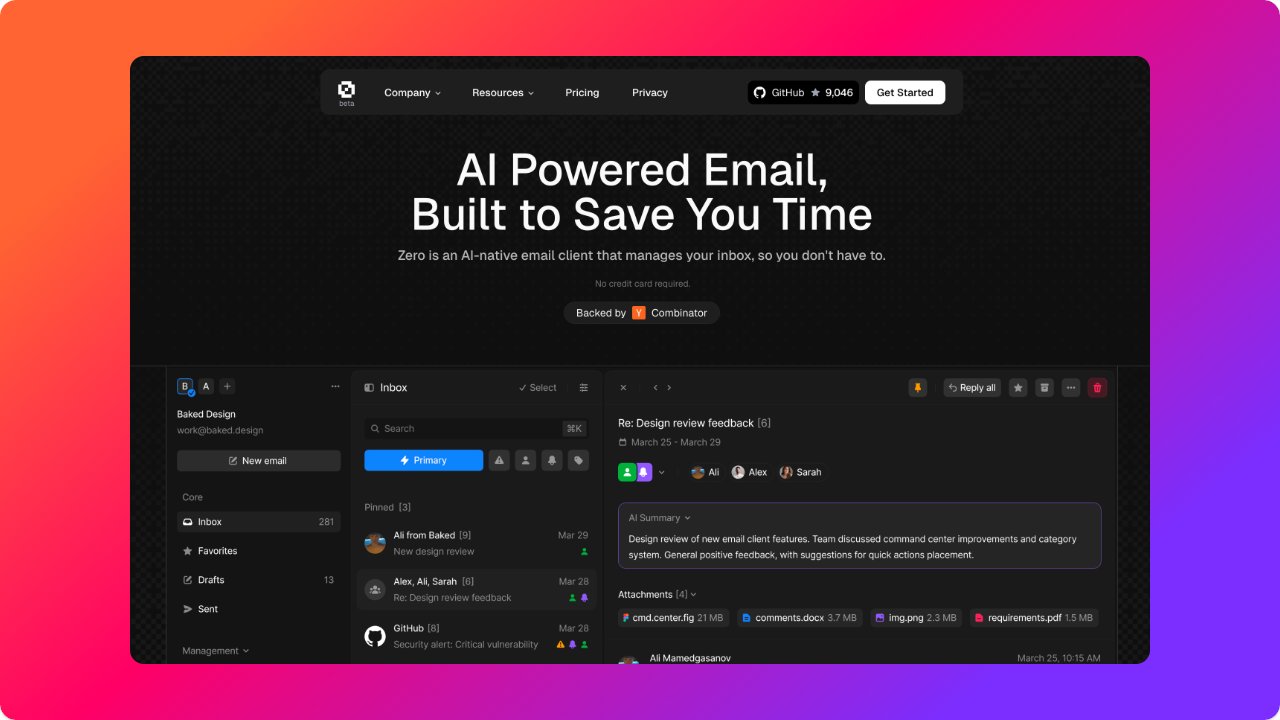 beta
Company
Resources
Pricing
Privacy
GitHub 9,046
Get Started
AI Powered Email,
Built to Save You Time
Zero is an AI-native email client that manages your inbox, so you don't have to.
No credit card required.
Backed by Y Combinator
B A +
Baked Design
work@baked.design
New email
Core
Inbox 281
Favorites
Drafts 13
Sent
Management
Inbox
Select
Search ⌘K
Primary
Pinned [3]
Ali from Baked [9] Mar 29
New design review
Alex, Ali, Sarah [6] Mar 28
Re: Design review feedback
GitHub [8] Mar 28
Security alert: Critical vulnerability
Reply all
Re: Design review feedback [6]
March 25 - March 29
Ali Alex Sarah
AI Summary
Design review of new email client features. Team discussed command center improvements and category
system. General positive feedback, with suggestions for quick actions placement.
Attachments [4]
cmd.center.fig 21 MB comments.docx 3.7 MB img.png 2.3 MB requirements.pdf 1.5 MB
Ali Mamedgasanov March 25, 10:15 AM